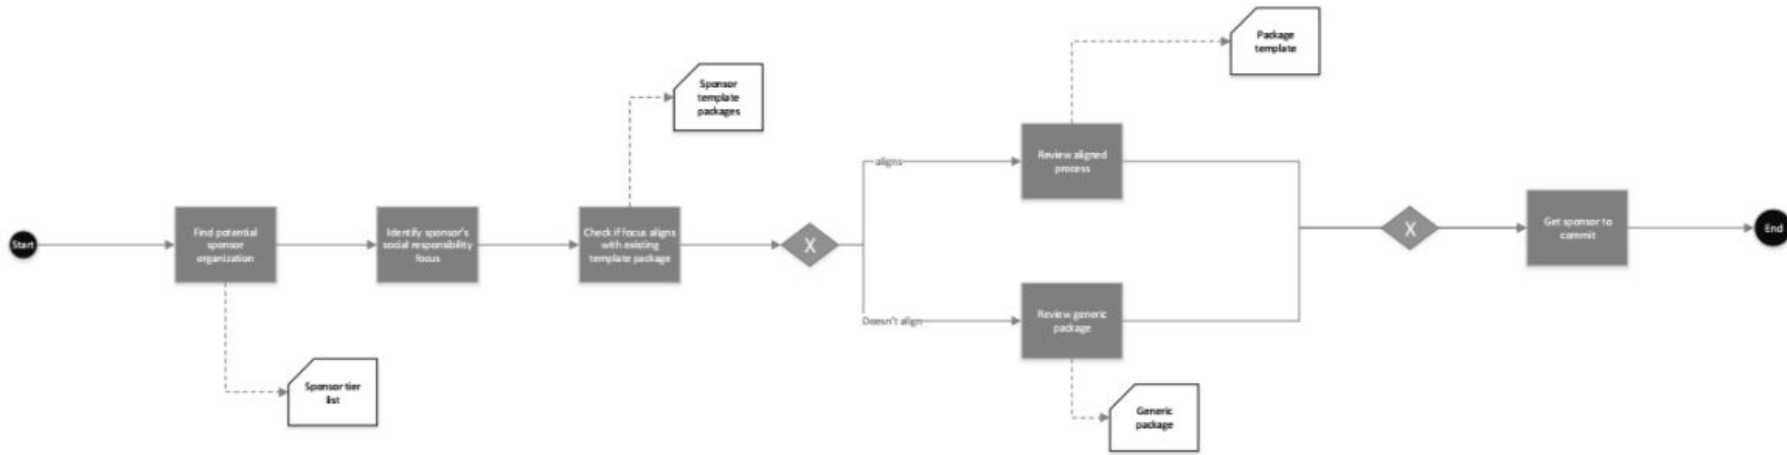 Start
Find potential
sponsor
organization
Sponsor tier
list
Identify sponsor's
social responsibility
focus
Check if focus aligns
with existing
template package
Sponsor
template
packages
X
aligns
Doesn't align
Review aligned
process
Package
template
Review generic
package
Generic
package
X
Get sponsor to
commit
End